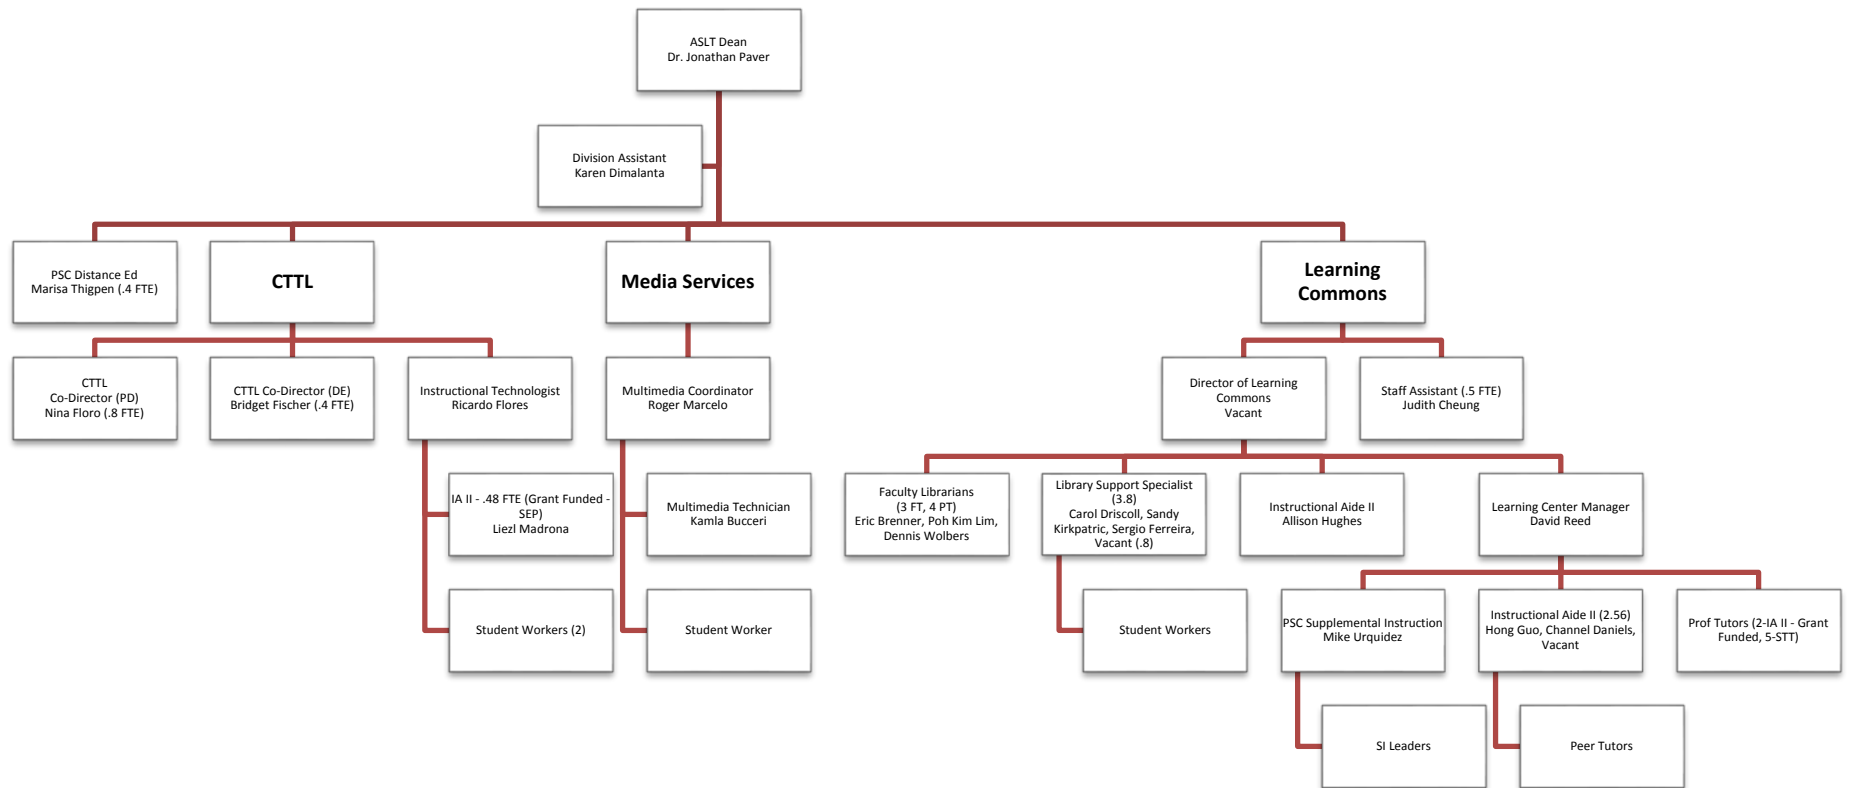 ASLT Dean
Dr. Jonathan Paver
Division Assistant
Karen Dimalanta
PSC Distance Ed
Marisa Thigpen (.4 FTE)
CTTL
Media Services
Learning
Commons
CTTL
Co-Director (PD)
Nina Floro (.8 FTE)
CTTL Co-Director (DE)
Bridget Fischer (.4 FTE)
Instructional Technologist
Ricardo Flores
Multimedia Coordinator
Roger Marcelo
Director of Learning
Commons
Vacant
Staff Assistant (.5 FTE)
Judith Cheung
IA II - .48 FTE (Grant Funded -
SEP)
Liezl Madrona
Multimedia Technician
Kamla Bucceri
Faculty Librarians
(3 FT, 4 PT)
Eric Brenner, Poh Kim Lim,
Dennis Wolbers
Library Support Specialist
(3.8)
Carol Driscoll, Sandy
Kirkpatric, Sergio Ferreira,
Vacant (.8)
Instructional Aide II
Allison Hughes
Learning Center Manager
David Reed
Student Workers (2)
Student Worker
Student Workers
PSC Supplemental Instruction
Mike Urquidez
Instructional Aide II (2.56)
Hong Guo, Channel Daniels,
Vacant
Prof Tutors (2-IA II - Grant
Funded, 5-STT)
SI Leaders
Peer Tutors